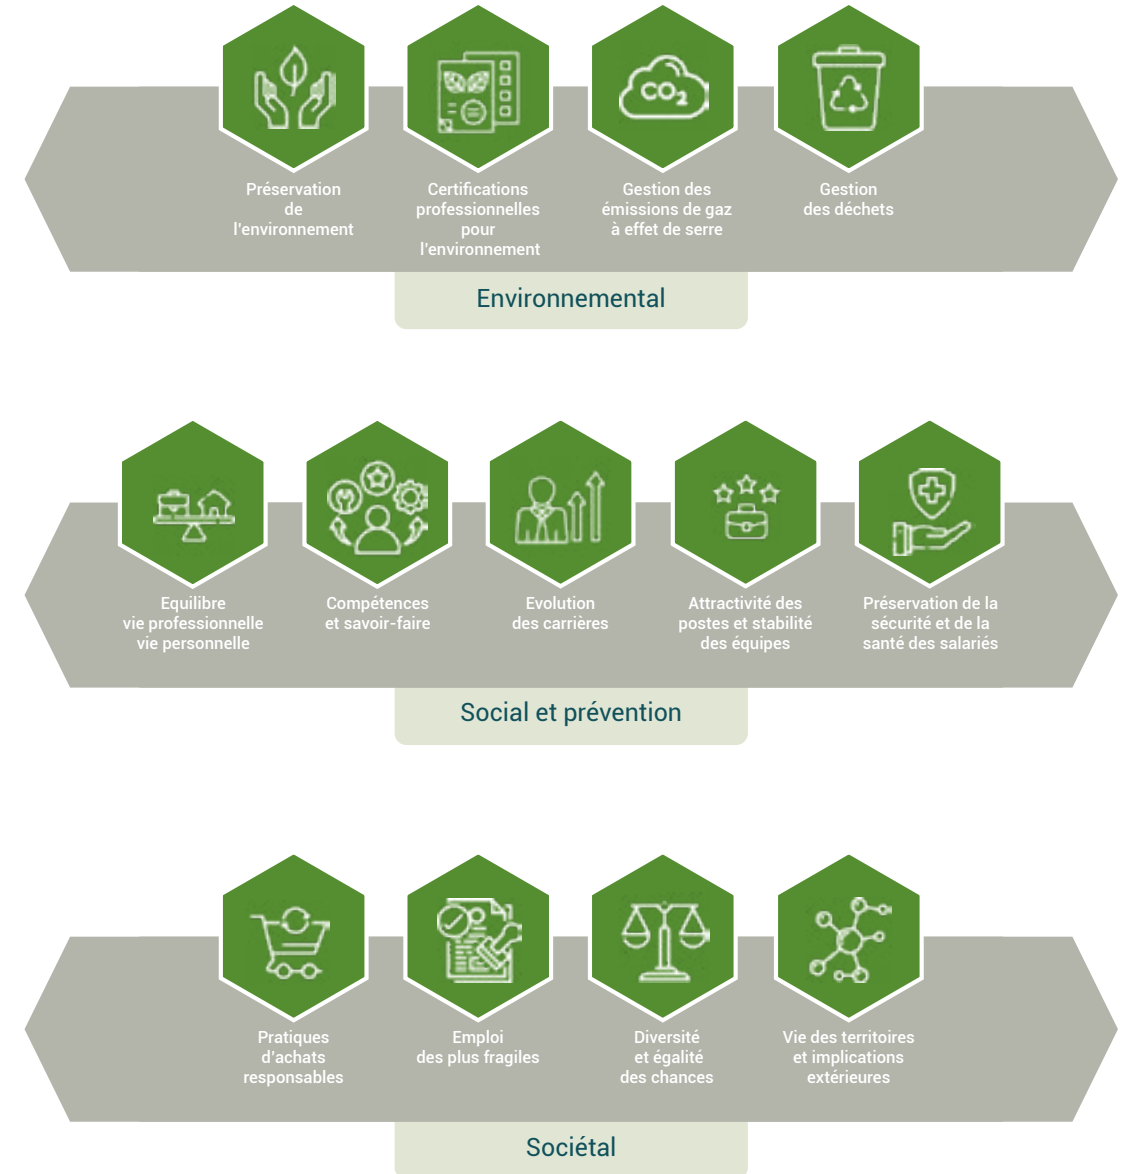 CO2
Préservation
de
l'environnement
Certifications
professionnelles
pour
l'environnement
Gestion des
émissions de gaz
à effet de serre
Gestion
des déchets
Environnemental
Equilibre
vie professionnelle
vie personnelle
Compétences
et savoir-faire
Evolution
des carrières
Attractivité des
postes et stabilité
des équipes
Préservation de la
sécurité et de la
santé des salariés
Social et prévention
Pratiques
d'achats
responsables
Emploi
des plus fragiles
Diversité
et égalité
des chances
Vie des territoires
et implications
extérieures
Sociétal